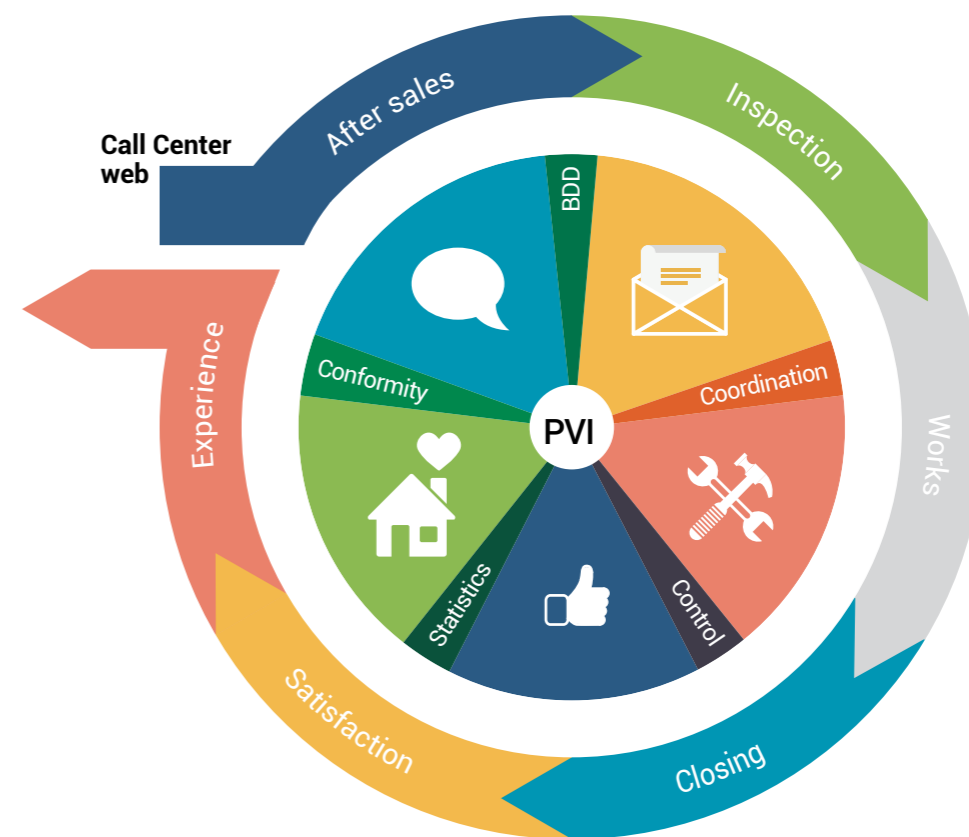 Call Center
web
After sales
Inspection
Works
Closing
Satisfaction
Experience
BDD
Coordination
Control
Statistics
Conformity
PVI